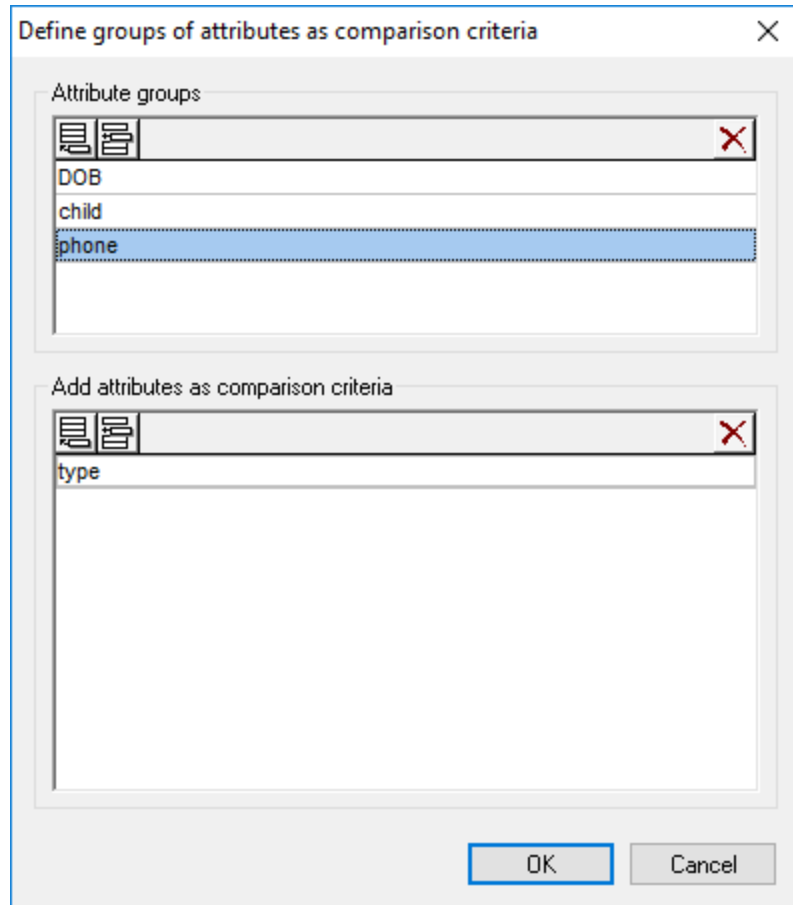 Define groups of attributes as comparison criteria
Attribute groups
DOB
child
phone
Add attributes as comparison criteria
type
OK
Cancel